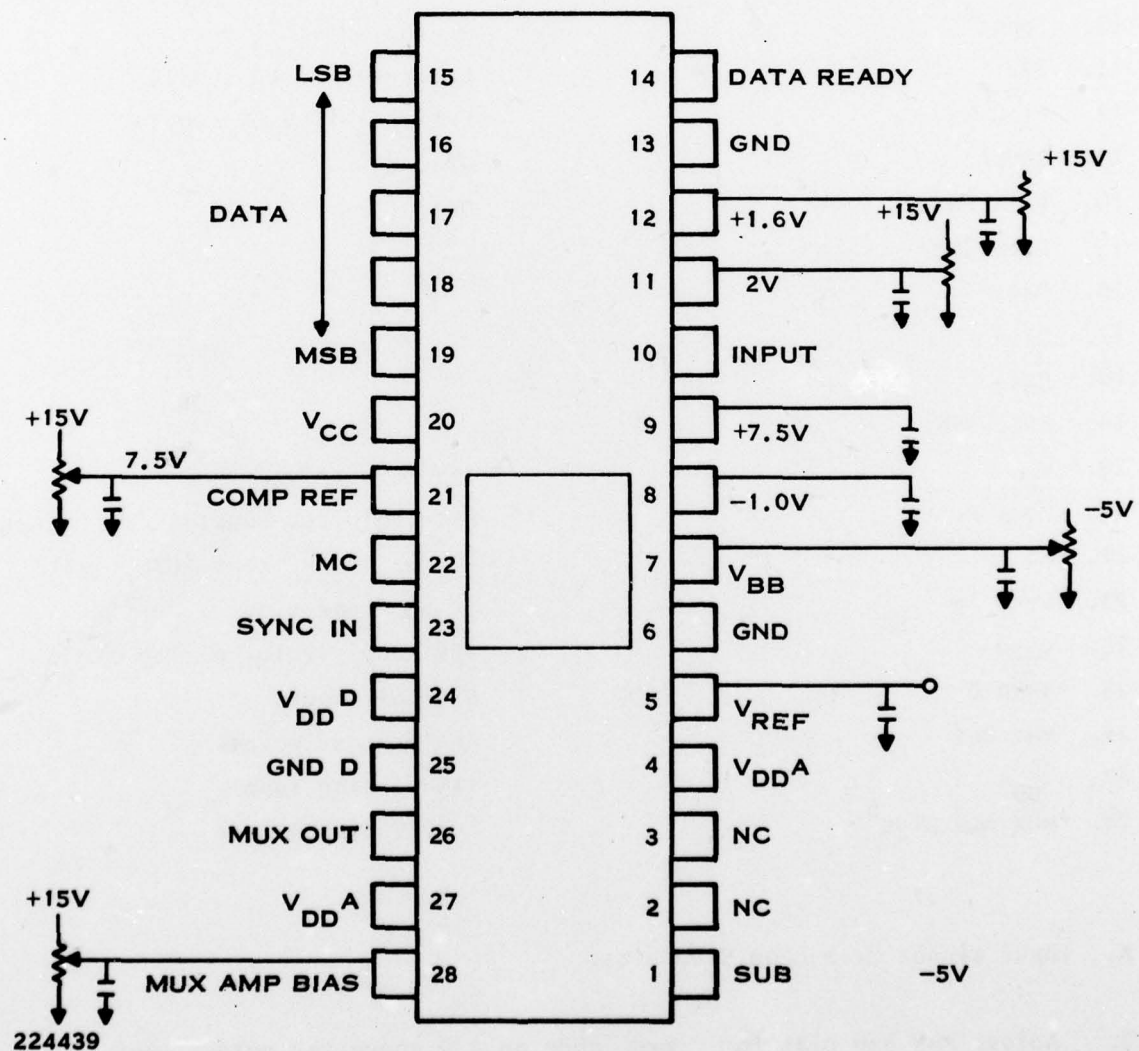 LSB 15 14 DATA READY
16 13 GND
+15V
DATA 17 12 +1.6V +15V
18 11 2V
MSB 19 10 INPUT
VCC 20 9 +7.5V
+15V
7.5V
COMP REF 21 8 -1.0V
-5V
MC 22 7 VBB
SYNC IN 23 6 GND
VDD D 24 5 VREF
GND D 25 4 VDDA
MUX OUT 26 3 NC
VDDA 27 2 NC
+15V
MUX AMP BIAS 28 1 SUB -5V
224439